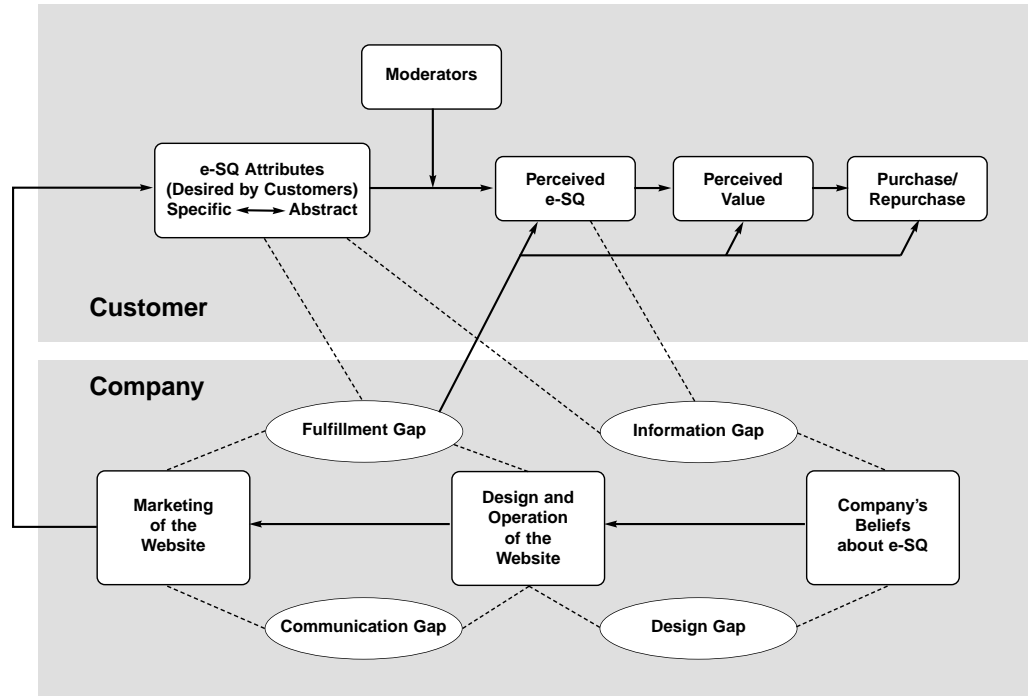 Moderators
e-SQ Attributes
(Desired by Customers)
Specific Abstract
Perceived
e-SQ
Perceived
Value
Purchase/
Repurchase
Customer
Company
Fulfillment Gap
Information Gap
Marketing
of the
Website
Design and
Operation
of the
Website
Company’s
Beliefs
about e-SQ
Communication Gap
Design Gap